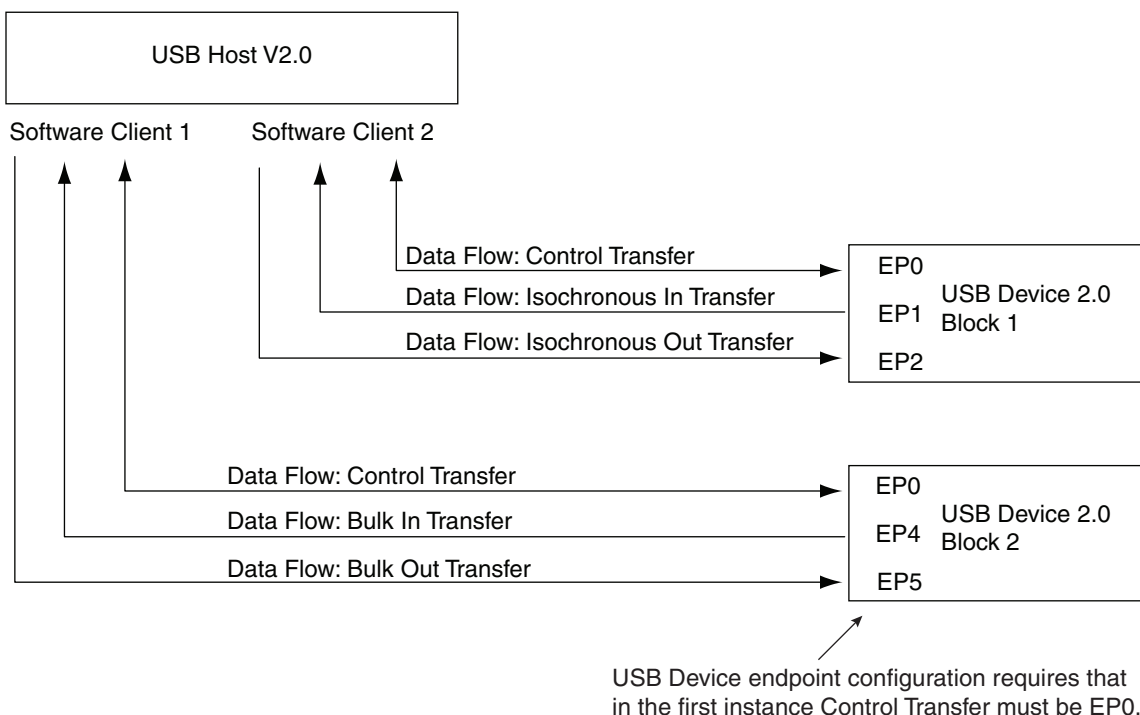 USB Host V2.0
Software Client 1
Software Client 2
Data Flow: Control Transfer
Data Flow: Isochronous In Transfer
Data Flow: Isochronous Out Transfer
EP0
EP1
EP2
USB Device 2.0
Block 1
Data Flow: Control Transfer
Data Flow: Bulk In Transfer
Data Flow: Bulk Out Transfer
EP0
EP4
EP5
USB Device 2.0
Block 2
USB Device endpoint configuration requires that
in the first instance Control Transfer must be EP0.